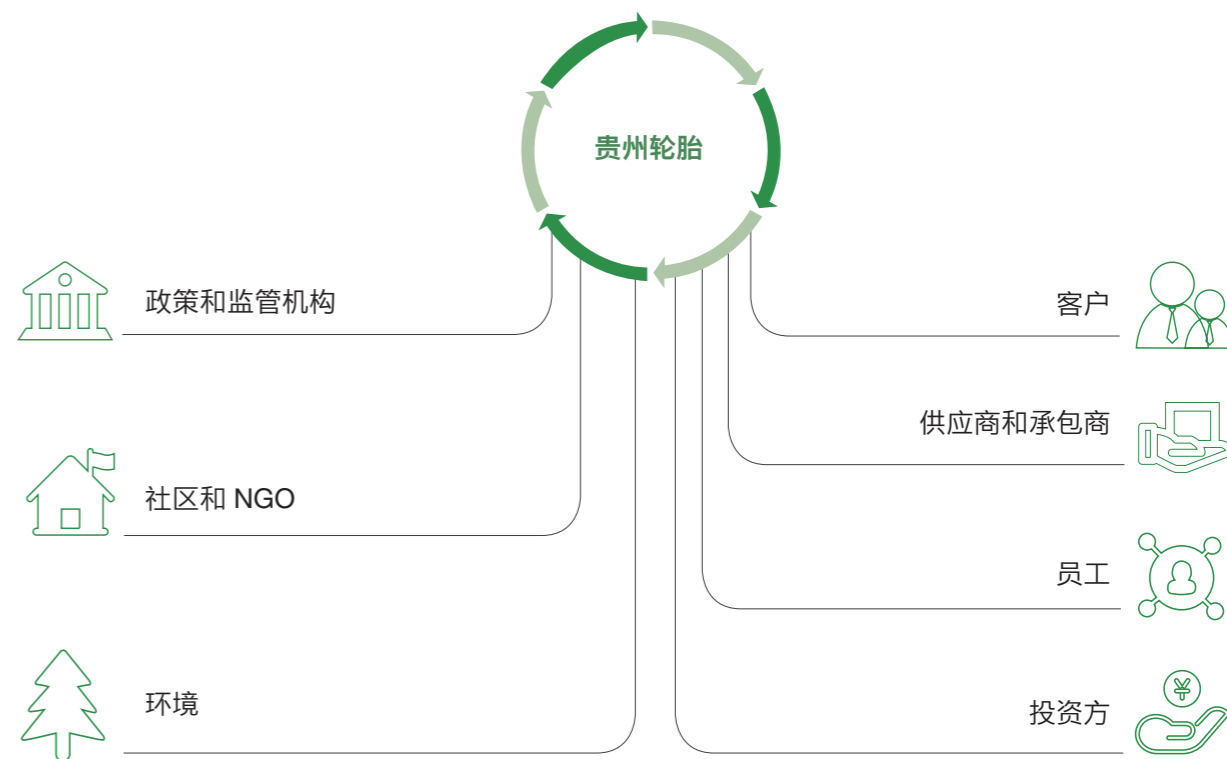 贵州轮胎
政策和监管机构
社区和 NGO
环境
客户
供应商和承包商
员工
投资方